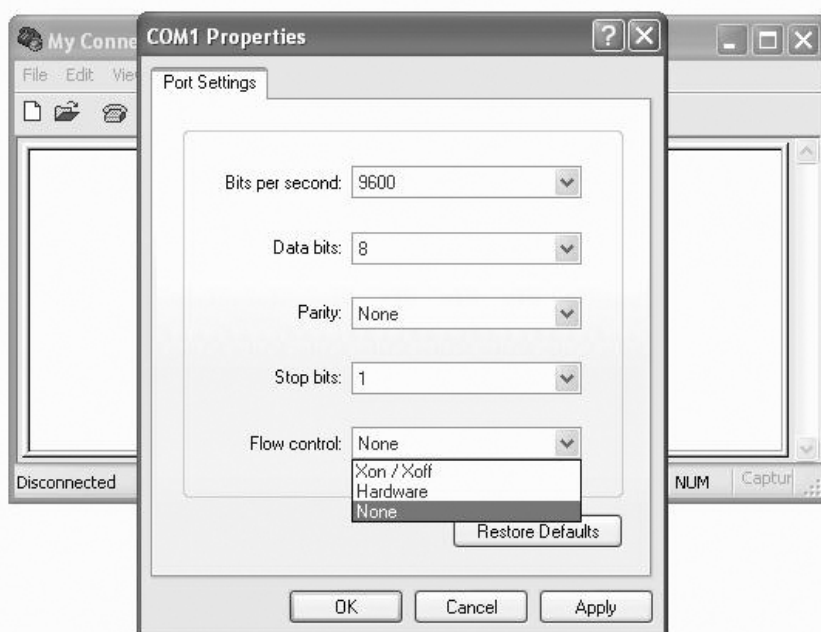 My Conne
COM1 Properties
File Edit Vie
Port Settings
Bits per second: 9600
Data bits: 8
Parity: None
Stop bits: 1
Flow control: None
Xon / Xoff
Hardware
None
Disconnected
NUM
Captur
Restore Defaults
OK Cancel Apply